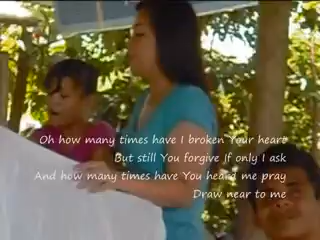 Oh how many times have I broken Your heart
But still You forgive If only I ask
And how many times have You heard me pray
Draw near to me